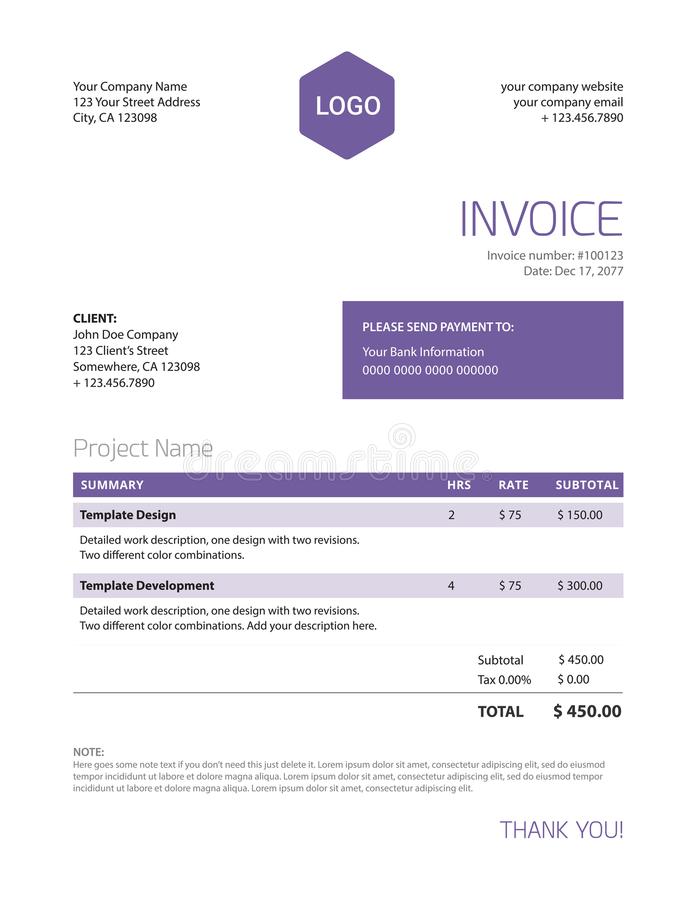 Your Company Name
123 Your Street Address
City, CA 123098
LOGO
your company website
your company email
+ 123.456.7890
INVOICE
Invoice number: #100123
Date: Dec 17, 2077
CLIENT:
John Doe Company
123 Client's Street
Somewhere, CA 123098
+ 123.456.7890
PLEASE SEND PAYMENT TO:
Your Bank Information
0000 0000 0000 000000
Project Name
dreamstime
SUMMARY HRS RATE SUBTOTAL
Template Design 2 $ 75 $ 150.00
Detailed work description, one design with two revisions.
Two different color combinations.
Template Development 4 $ 75 $ 300.00
Detailed work description, one design with two revisions.
Two different color combinations. Add your description here.
Subtotal $ 450.00
Tax 0.00% $ 0.00
TOTAL $ 450.00
NOTE:
Here goes some note text if you don't need this just delete it. Lorem ipsum dolor sit amet, consectetur adipiscing elit, sed do eiusmod
tempor incididunt ut labore et dolore magna aliqua. Lorem ipsum dolor sit amet, consectetur adipiscing elit, sed do eiusmod tempor
incididunt ut labore et dolore magna aliqua. Lorem ipsum dolor sit amet, consectetur adipiscing elit.
THANK YOU!